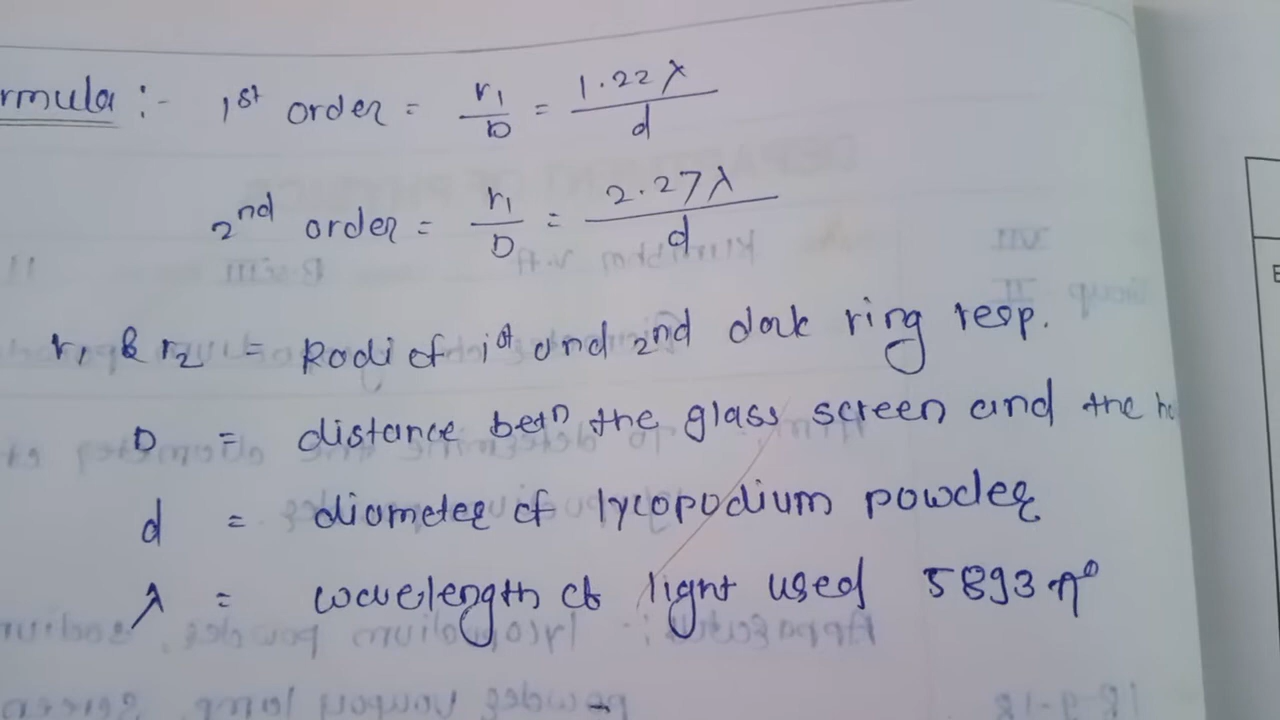 rmula :- 1st order = r1/D = 1.22λ/d
2nd order = r1/D = 2.27λ/d
r1 & r2 = Radi of 1st and 2nd dark ring resp.
D = distance betn the glass screen and the
d = diameter of lycopodium powder
λ = wavelength of light used 5893 A°